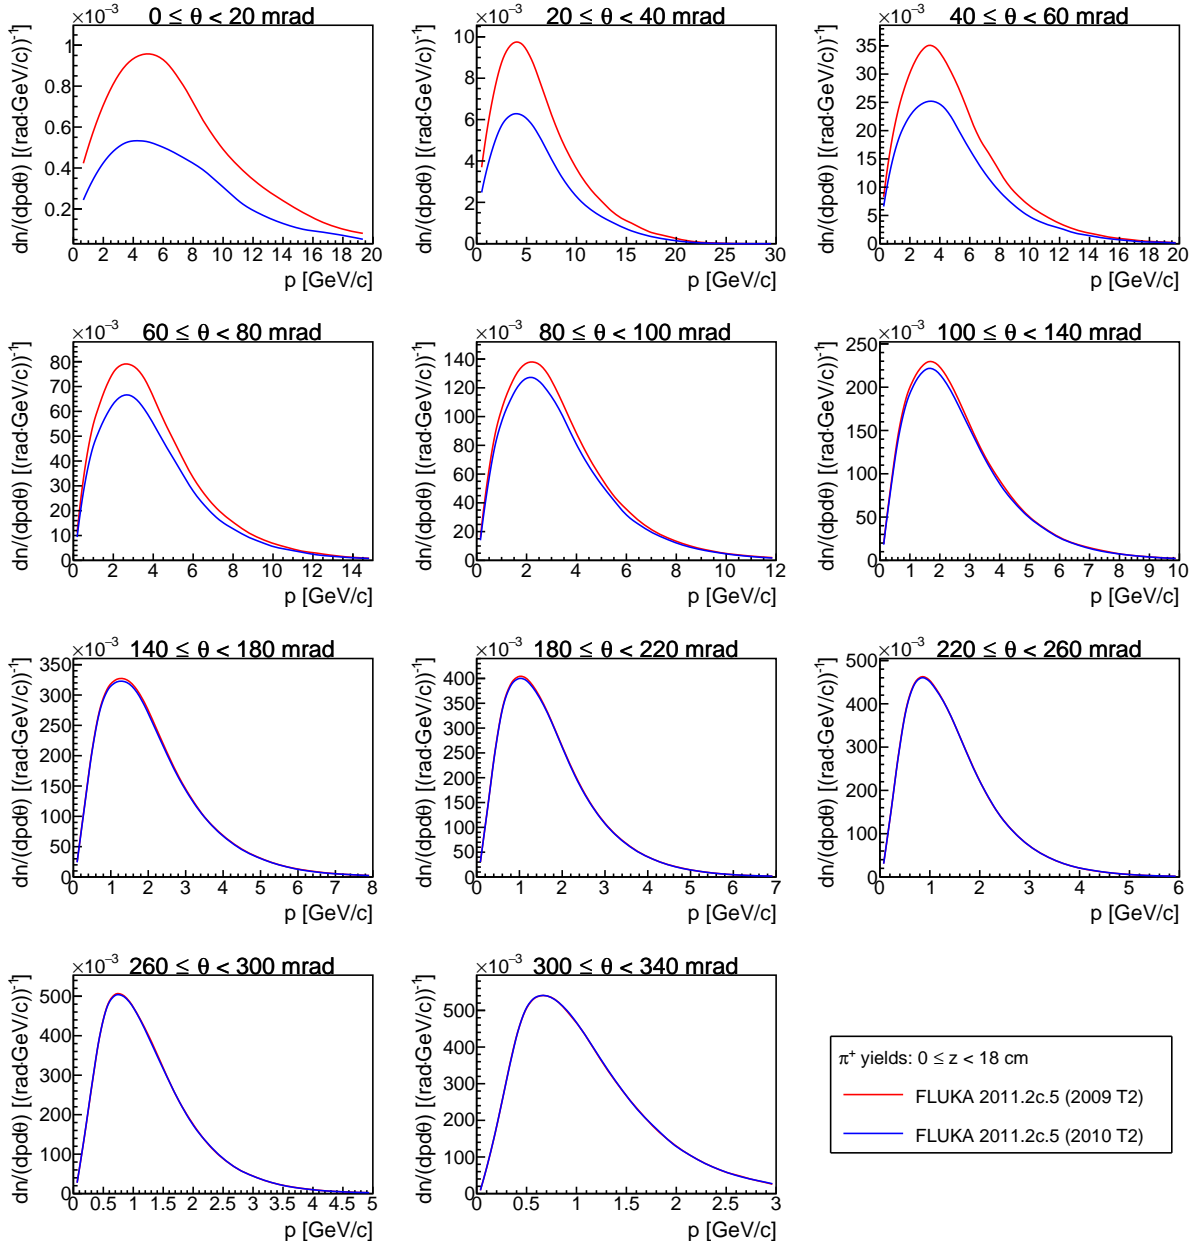 ×10⁻³ 0 ≤ θ < 20 mrad
dn/(dpdθ) [(rad·GeV/c)⁻¹]
1
0.8
0.6
0.4
0.2
0 2 4 6 8 10 12 14 16 18 20
p [GeV/c]
×10⁻³ 20 ≤ θ < 40 mrad
dn/(dpdθ) [(rad·GeV/c)⁻¹]
10
8
6
4
2
0
0 5 10 15 20 25 30
p [GeV/c]
×10⁻³ 40 ≤ θ < 60 mrad
dn/(dpdθ) [(rad·GeV/c)⁻¹]
35
30
25
20
15
10
5
0
0 2 4 6 8 10 12 14 16 18 20
p [GeV/c]
×10⁻³ 60 ≤ θ < 80 mrad
dn/(dpdθ) [(rad·GeV/c)⁻¹]
80
70
60
50
40
30
20
10
0
0 2 4 6 8 10 12 14
p [GeV/c]
×10⁻³ 80 ≤ θ < 100 mrad
dn/(dpdθ) [(rad·GeV/c)⁻¹]
140
120
100
80
60
40
20
0
0 2 4 6 8 10 12
p [GeV/c]
×10⁻³ 100 ≤ θ < 140 mrad
dn/(dpdθ) [(rad·GeV/c)⁻¹]
250
200
150
100
50
0
0 1 2 3 4 5 6 7 8 9 10
p [GeV/c]
×10⁻³ 140 ≤ θ < 180 mrad
dn/(dpdθ) [(rad·GeV/c)⁻¹]
350
300
250
200
150
100
50
0
0 1 2 3 4 5 6 7 8
p [GeV/c]
×10⁻³ 180 ≤ θ < 220 mrad
dn/(dpdθ) [(rad·GeV/c)⁻¹]
400
350
300
250
200
150
100
50
0
0 1 2 3 4 5 6 7
p [GeV/c]
×10⁻³ 220 ≤ θ < 260 mrad
dn/(dpdθ) [(rad·GeV/c)⁻¹]
500
400
300
200
100
0
0 1 2 3 4 5 6
p [GeV/c]
×10⁻³ 260 ≤ θ < 300 mrad
dn/(dpdθ) [(rad·GeV/c)⁻¹]
500
400
300
200
100
0
0 0.5 1 1.5 2 2.5 3 3.5 4 4.5 5
p [GeV/c]
×10⁻³ 300 ≤ θ < 340 mrad
dn/(dpdθ) [(rad·GeV/c)⁻¹]
500
400
300
200
100
0
0 0.5 1 1.5 2 2.5 3
p [GeV/c]
π⁺ yields: 0 ≤ z < 18 cm
FLUKA 2011.2c.5 (2009 T2)
FLUKA 2011.2c.5 (2010 T2)